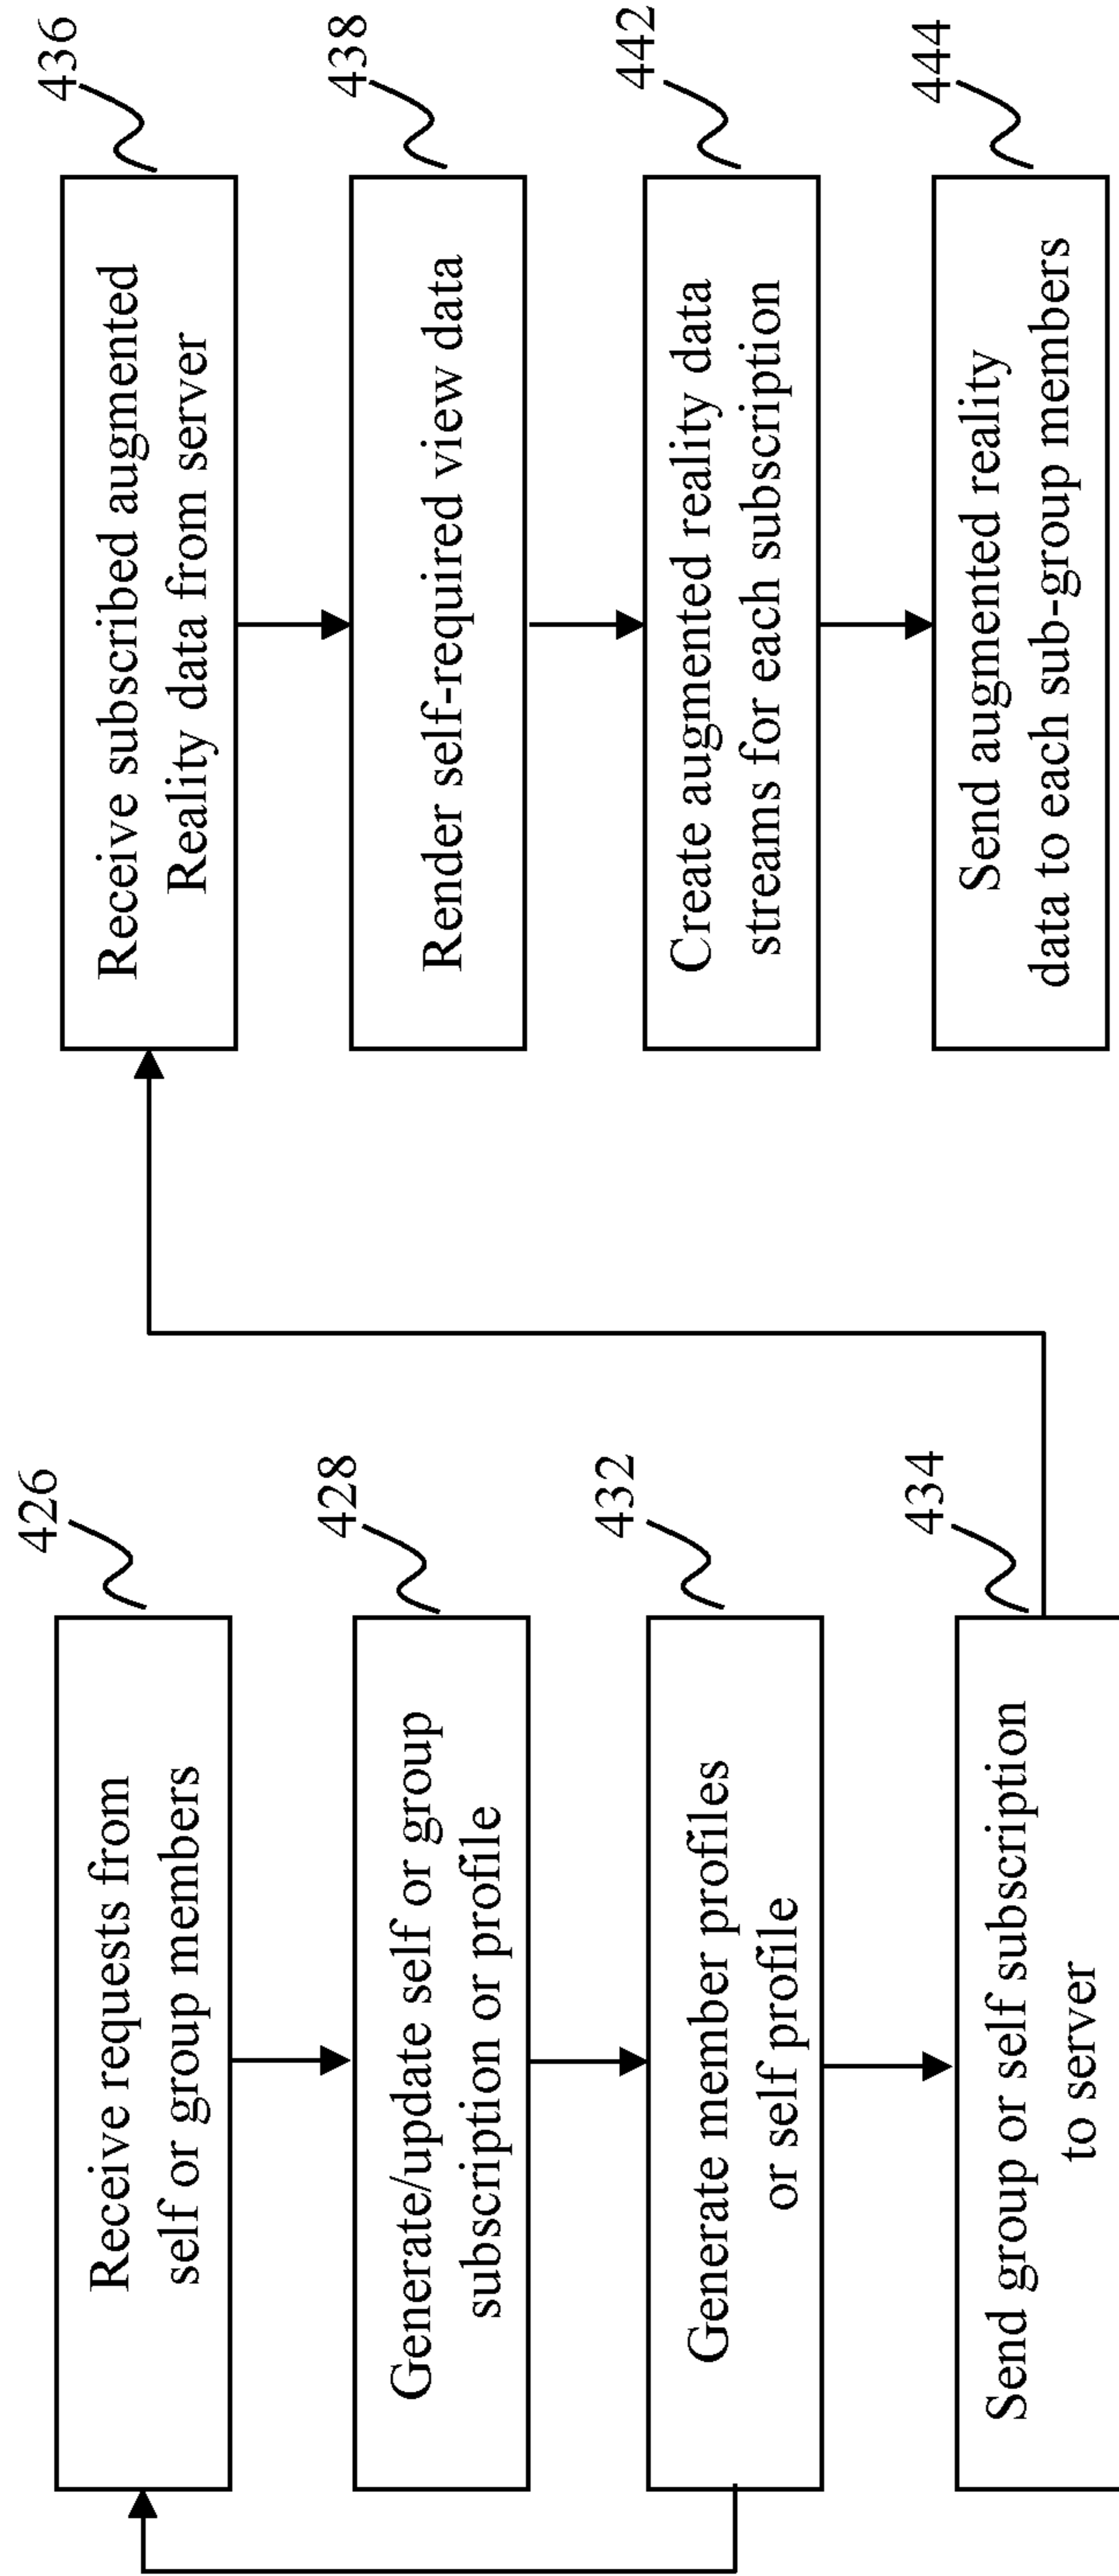 426
Receive requests from
self or group members
428
Generate/update self or group
subscription or profile
432
Generate member profiles
or self profile
434
Send group or self subscription
to server
436
Receive subscribed augmented
Reality data from server
438
Render self-required view data
442
Create augmented reality data
streams for each subscription
444
Send augmented reality
data to each sub-group members